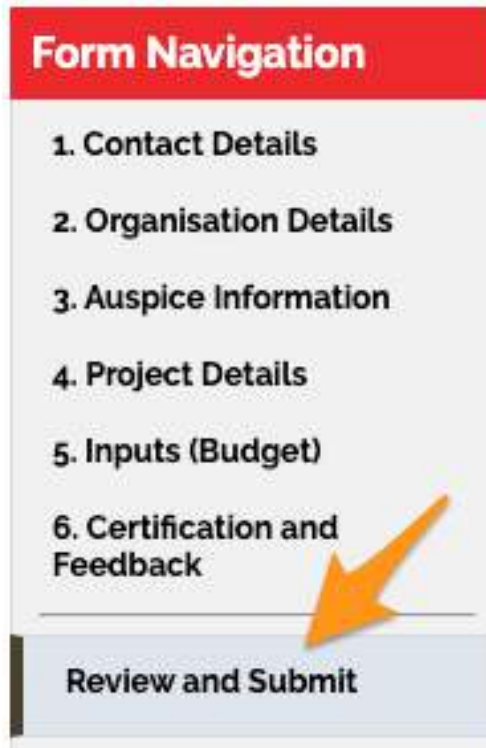 Form Navigation
1. Contact Details
2. Organisation Details
3. Auspice Information
4. Project Details
5. Inputs (Budget)
6. Certification and
Feedback
Review and Submit